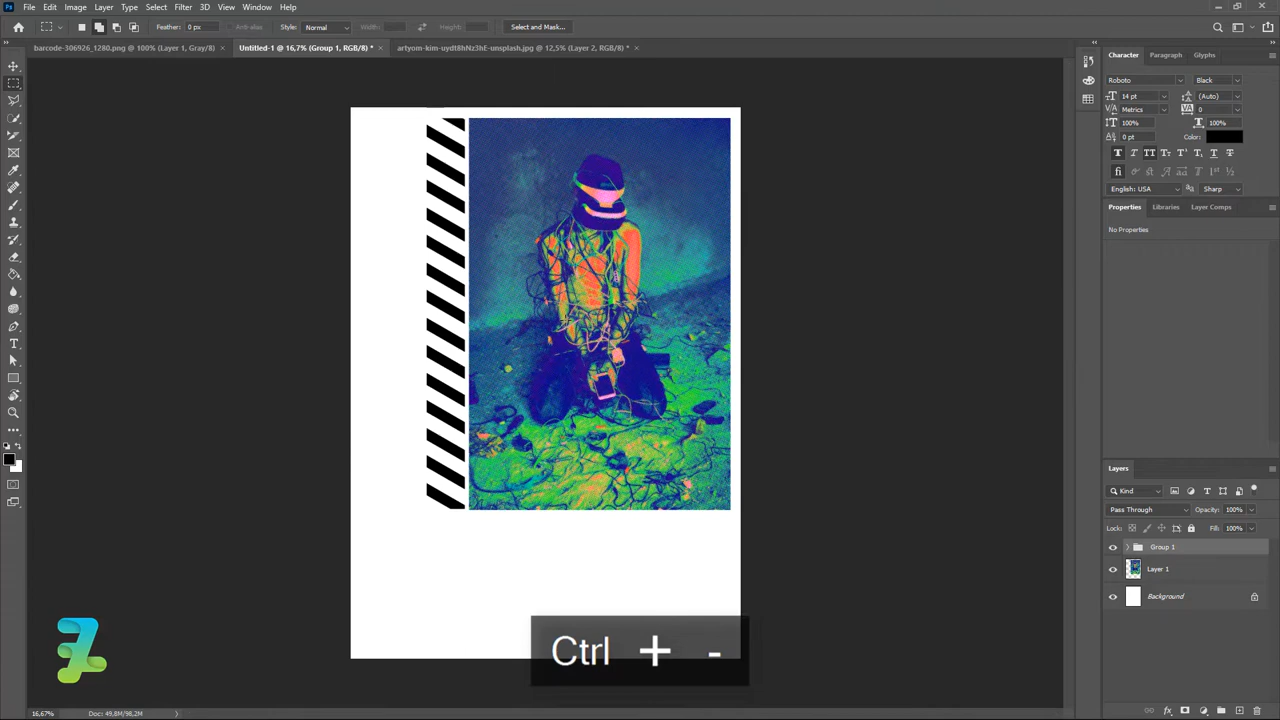 File Edit Image Layer Type Select Filter 3D View Window Help
Feather: 0 px Anti-alias Style: Normal Width: Height: Select and Mask...
barcode-306926_1280.png @ 100% (Layer 1, Gray/8) × Untitled-1 @ 16,7% (Group 1, RGB/8) * × artyom-kim-uydt8hNz3hE-unsplash.jpg @ 12,5% (Layer 2, RGB/8) * ×
Character Paragraph Glyphs
Roboto Black
14 pt (Auto)
Metrics 0
100% 100%
0 pt Color:
English: USA Sharp
Properties Libraries Layer Comps
No Properties
Layers
Kind
Pass Through Opacity: 100%
Lock: Fill: 100%
Group 1
Layer 1
Background
Ctrl + -
16,67% Doc: 49,8M/98,2M